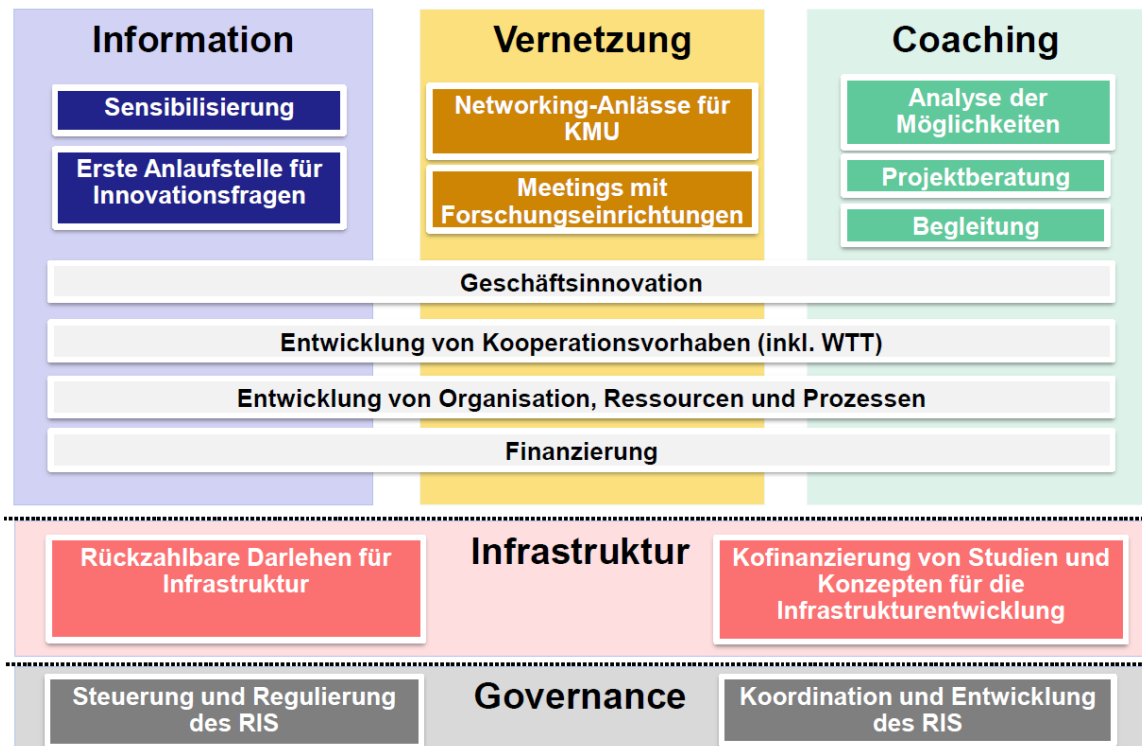 Information
Sensibilisierung
Erste Anlaufstelle für
Innovationsfragen
Vernetzung
Networking-Anlässe für
KMU
Meetings mit
Forschungseinrichtungen
Coaching
Analyse der
Möglichkeiten
Projektberatung
Begleitung
Geschäftsinnovation
Entwicklung von Kooperationsvorhaben (inkl. WTT)
Entwicklung von Organisation, Ressourcen und Prozessen
Finanzierung
Infrastruktur
Rückzahlbare Darlehen für
Infrastruktur
Kofinanzierung von Studien und
Konzepten für die
Infrastrukturentwicklung
Governance
Steuerung und Regulierung
des RIS
Koordination und Entwicklung
des RIS